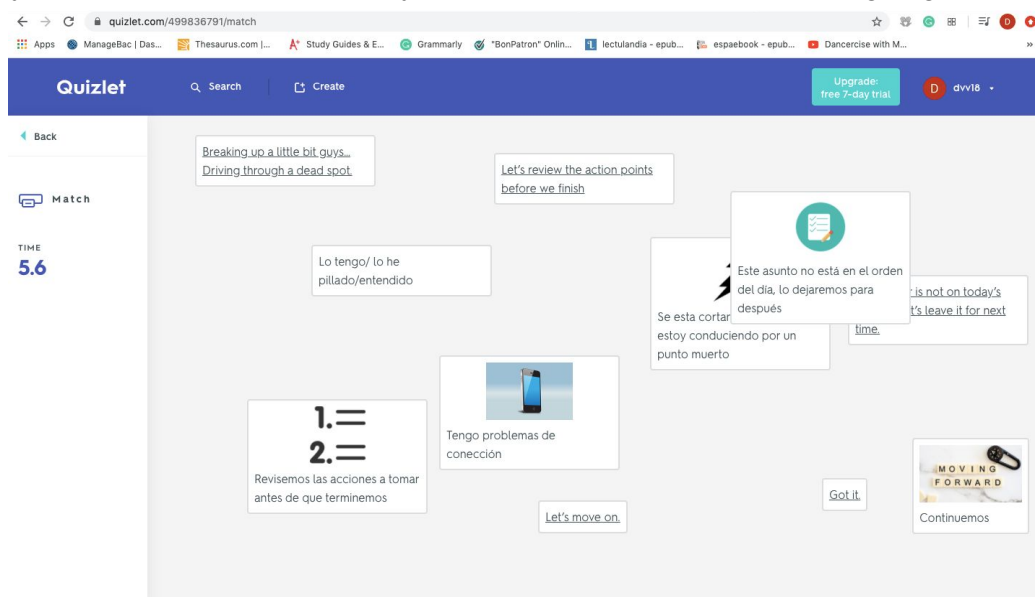 quizlet.com/499836791/match
Apps
ManageBac | Das...
Thesaurus.com |...
Study Guides & E...
Grammarly
"BonPatron" Onlin...
lectulandia - epub...
espaebook - epub...
Dancercise with M...
»
Quizlet
Search
Create
Upgrade:
free 7-day trial
D
dvv18
Back
Match
TIME
5.6
Breaking up a little bit guys...
Driving through a dead spot.
Let's review the action points
before we finish
Lo tengo/ lo he
pillado/entendido
Este asunto no está en el orden
del día, lo dejaremos para
después
Se esta cortar
estoy conduciendo por un
punto muerto
is not on today's
t's leave it for next
time.
Tengo problemas de
conección
1.
2.
Revisemos las acciones a tomar
antes de que terminemos
Let's move on.
Got it.
MOVING
FORWARD
Continuemos